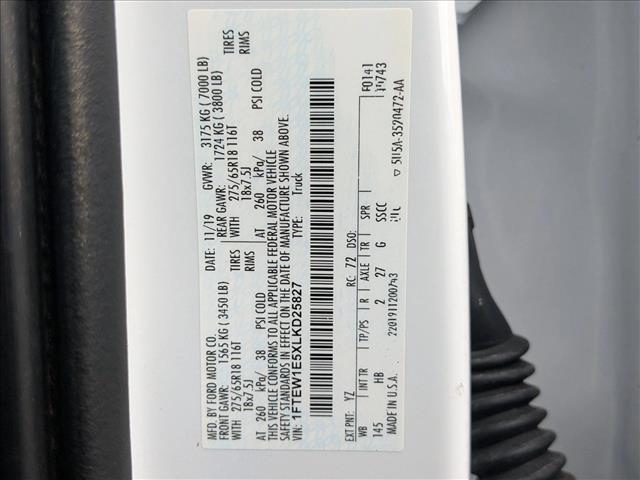 MFD. BY FORD MOTOR CO.
DATE: 11/19 GVWR: 3175 KG ( 7000 LB)
FRONT GAWR: 1565 KG ( 3450 LB) REAR GAWR: 1724 KG ( 3800 LB)
WITH 275/65R18 116T TIRES WITH 275/65R18 116T TIRES
18x7.5J RIMS 18x7.5J RIMS
AT 260 kPa/ 38 PSI COLD AT 260 kPa/ 38 PSI COLD
THIS VEHICLE CONFORMS TO ALL APPLICABLE FEDERAL MOTOR VEHICLE
SAFETY STANDARDS IN EFFECT ON THE DATE OF MANUFACTURE SHOWN ABOVE.
VIN: 1FTEW1E5XLKD25827
TYPE: Truck
EXT PNT: YZ RC: 72 DSO: F0141
WB INT TR TP/PS R AXLE TR SPR
145 HB 2 27 G SSCC
MADE IN U.S.A.